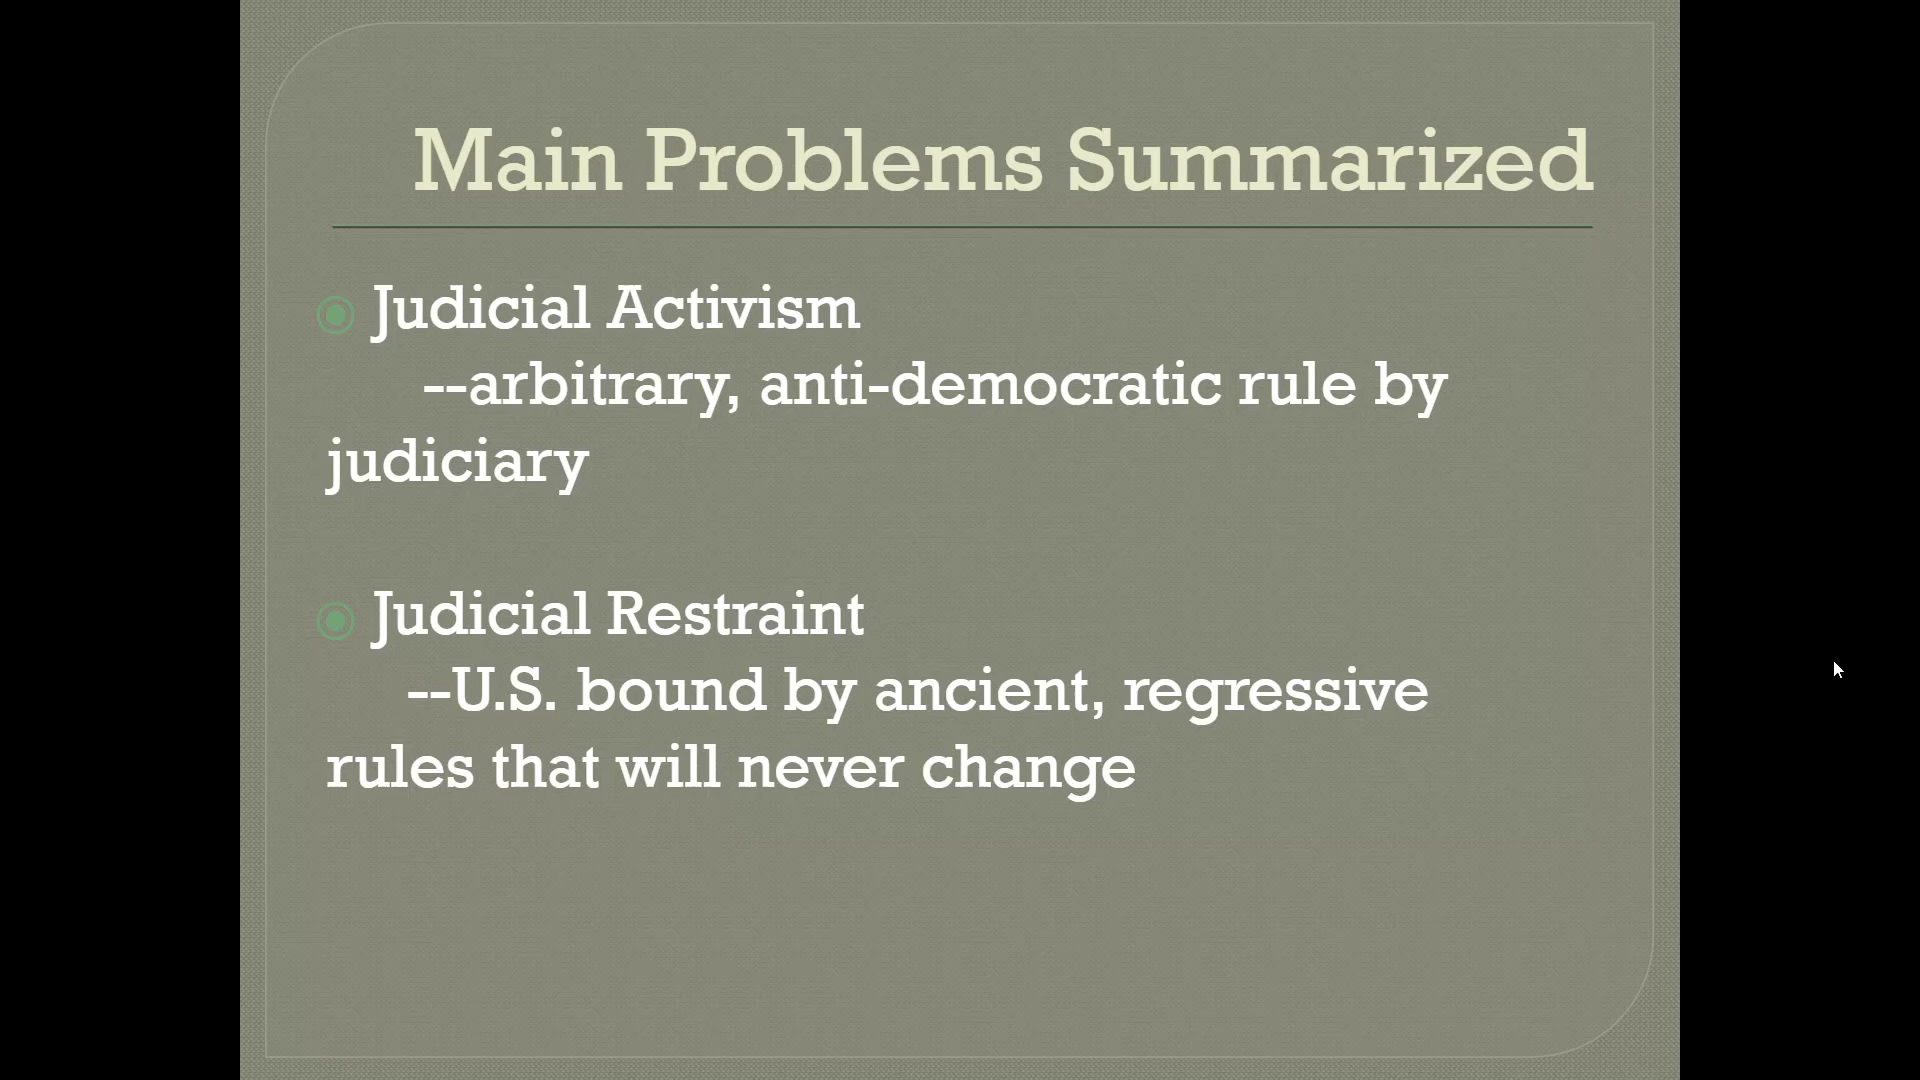 Main Problems Summarized
Judicial Activism
--arbitrary, anti-democratic rule by
judiciary
Judicial Restraint
--U.S. bound by ancient, regressive
rules that will never change